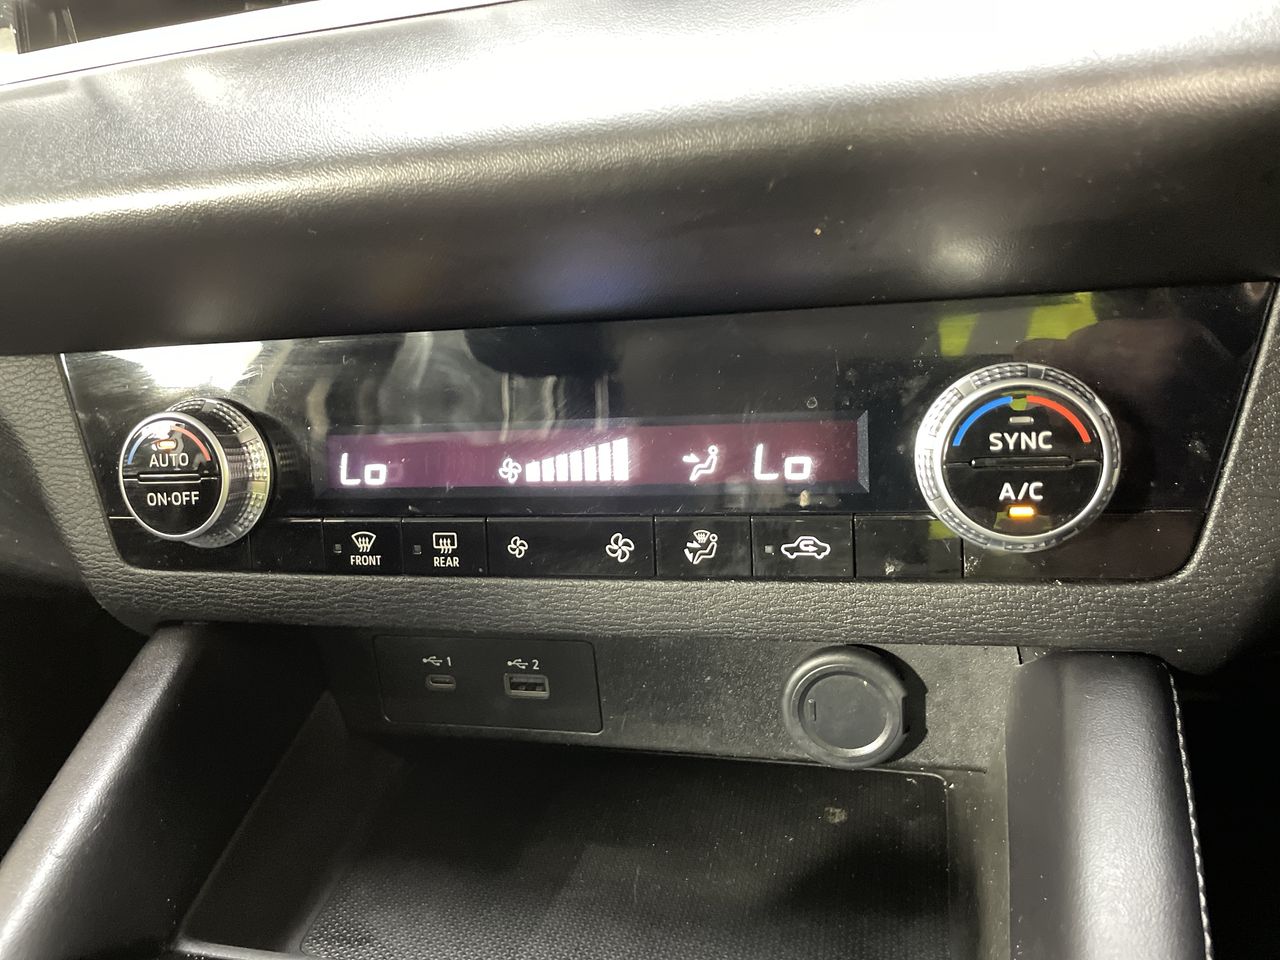 AUTO
ON·OFF
Lo
Lo
SYNC
A/C
FRONT
REAR
1
2